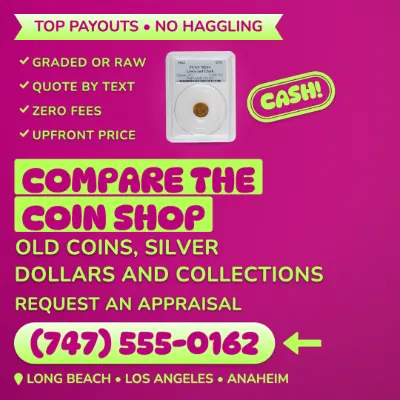 TOP PAYOUTS • NO HAGGLING
GRADED OR RAW
QUOTE BY TEXT
ZERO FEES
UPFRONT PRICE
CASH!
COMPARE THE
COIN SHOP
OLD COINS, SILVER
DOLLARS AND COLLECTIONS
REQUEST AN APPRAISAL
(747) 555-0162
LONG BEACH • LOS ANGELES • ANAHEIM